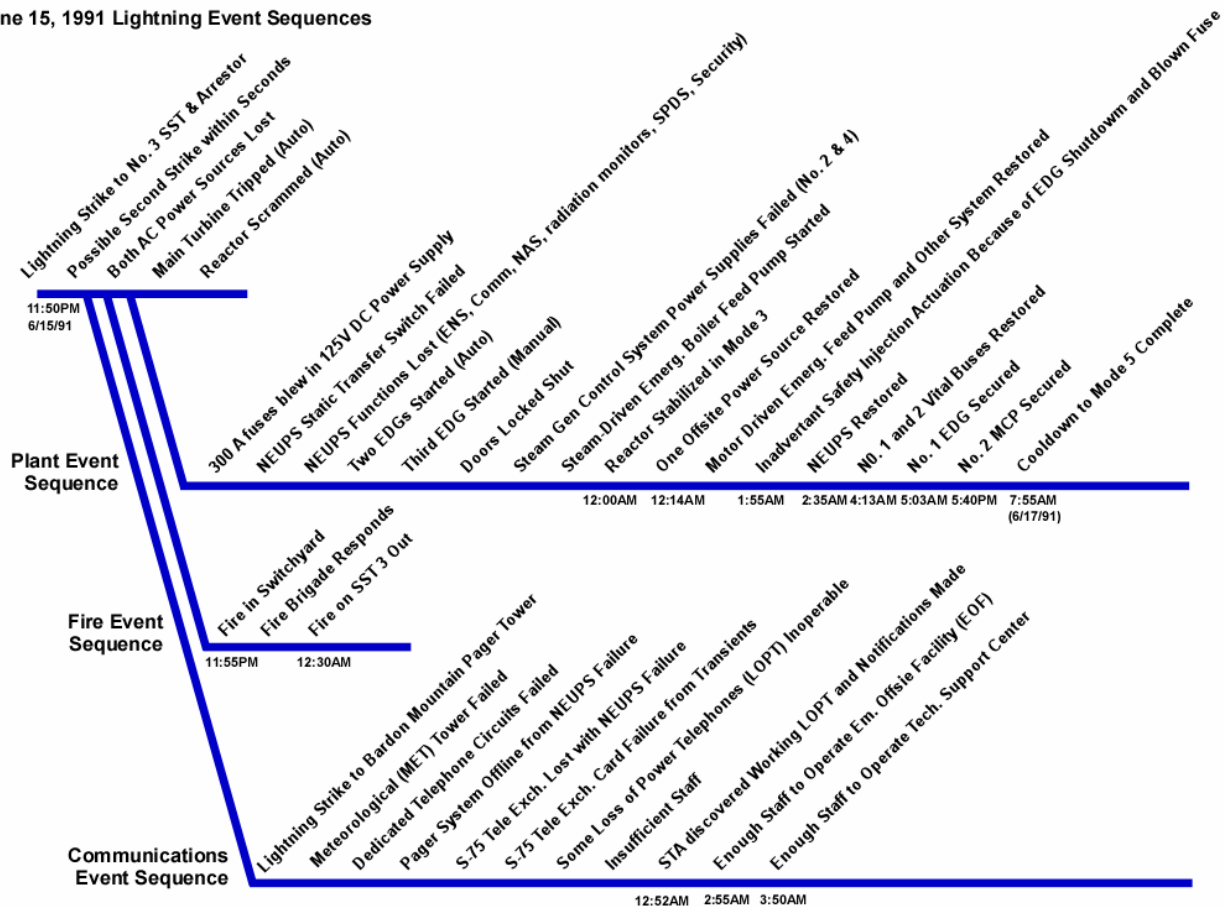 ne 15, 1991 Lightning Event Sequences
Lightning Strike to No. 3 SST & Arrestor
Possible Second Strike within Seconds
Both AC Power Sources Lost
Main Turbine Tripped (Auto)
Reactor Scrammed (Auto)
11:50PM
6/15/91
300 A fuses blew in 125V DC Power Supply
NEUPS Static Transfer Switch Failed
NEUPS Functions Lost (ENS, Comm, NAS, radiation monitors, SPDS, Security)
Two EDGs Started (Auto)
Third EDG Started (Manual)
Doors Locked Shut
Steam Gen Control System Power Supplies Failed (No. 2 & 4)
Steam-Driven Emerg. Boiler Feed Pump Started
Reactor Stabilized in Mode 3
One Offsite Power Source Restored
Motor Driven Emerg. Feed Pump and Other System Restored
Inadvertant Safety Injection Actuation Because of EDG Shutdowm and Blown Fuse
NEUPS Restored
N0. 1 and 2 Vital Buses Restored
No. 1 EDG Secured
No. 2 MCP Secured
Cooldown to Mode 5 Complete
Plant Event
Sequence
12:00AM 12:14AM 1:55AM 2:35AM 4:13AM 5:03AM 5:40PM 7:55AM
(6/17/91)
Fire in Switchyard
Fire Brigade Responds
Fire on SST 3 Out
Fire Event
Sequence
11:55PM 12:30AM
Lightning Strike to Bardon Mountain Pager Tower
Meteorological (MET) Tower Failed
Dedicated Telephone Circuits Failed
Pager System Offline from NEUPS Failure
S-75 Tele Exch. Lost with NEUPS Failure
S-75 Tele Exch. Card Failure from Transients
Some Loss of Power Telephones (LOPT) Inoperable
Insufficient Staff
STA discovered Working LOPT and Notifications Made
Enough Staff to Operate Em. Offsie Facility (EOF)
Enough Staff to Operate Tech. Support Center
Communications
Event Sequence
12:52AM 2:55AM 3:50AM